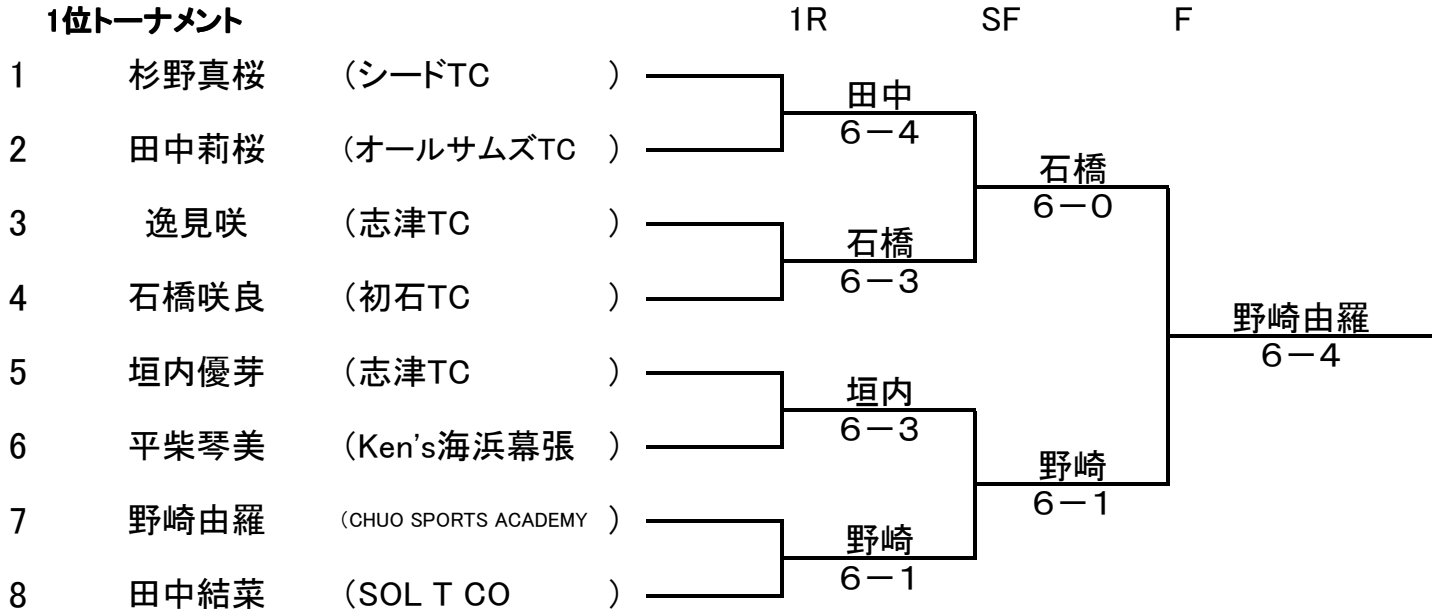 1位トーナメント 1R SF F
1 杉野真桜 (シードTC )
田中
6-4
2 田中莉桜 (オールサムズTC )
石橋
6-0
3 逸見咲 (志津TC )
石橋
6-3
4 石橋咲良 (初石TC )
野崎由羅
6-4
5 垣内優芽 (志津TC )
垣内
6-3
6 平柴琴美 (Ken's海浜幕張 )
野崎
6-1
7 野崎由羅 (CHUO SPORTS ACADEMY )
野崎
6-1
8 田中結菜 (SOL T CO )